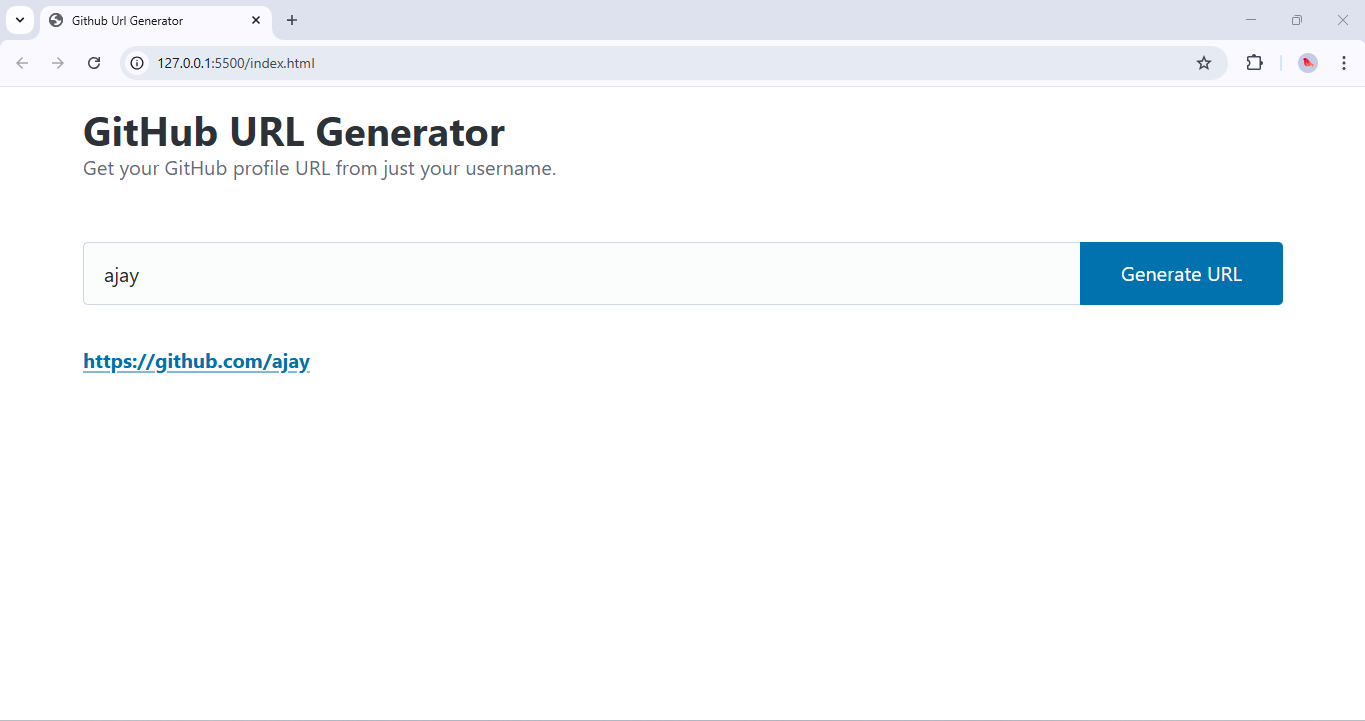 Github Url Generator
127.0.0.1:5500/index.html
GitHub URL Generator
Get your GitHub profile URL from just your username.
ajay
Generate URL
https://github.com/ajay